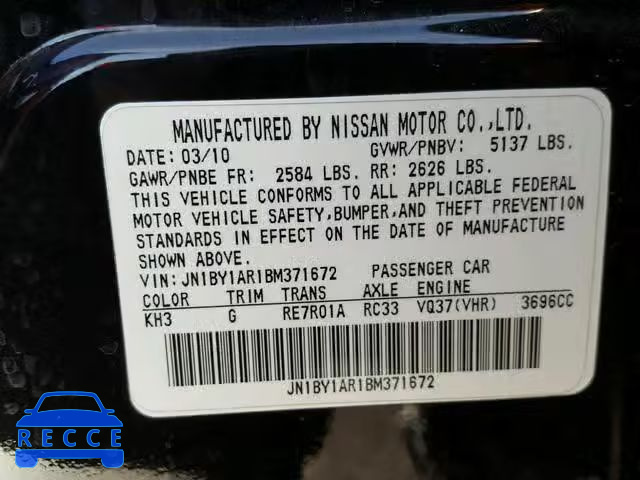 MANUFACTURED BY NISSAN MOTOR CO.,LTD.
DATE: 03/10 GVWR/PNBV: 5137 LBS.
GAWR/PNBE FR: 2584 LBS. RR: 2626 LBS.
THIS VEHICLE CONFORMS TO ALL APPLICABLE FEDERAL
MOTOR VEHICLE SAFETY,BUMPER,AND THEFT PREVENTION
STANDARDS IN EFFECT ON THE DATE OF MANUFACTURE
SHOWN ABOVE.
VIN: JN1BY1AR1BM371672 PASSENGER CAR
COLOR TRIM TRANS AXLE ENGINE
KH3 G RE7R01A RC33 VQ37(VHR) 3696CC
JN1BY1AR1BM371672
RECCE